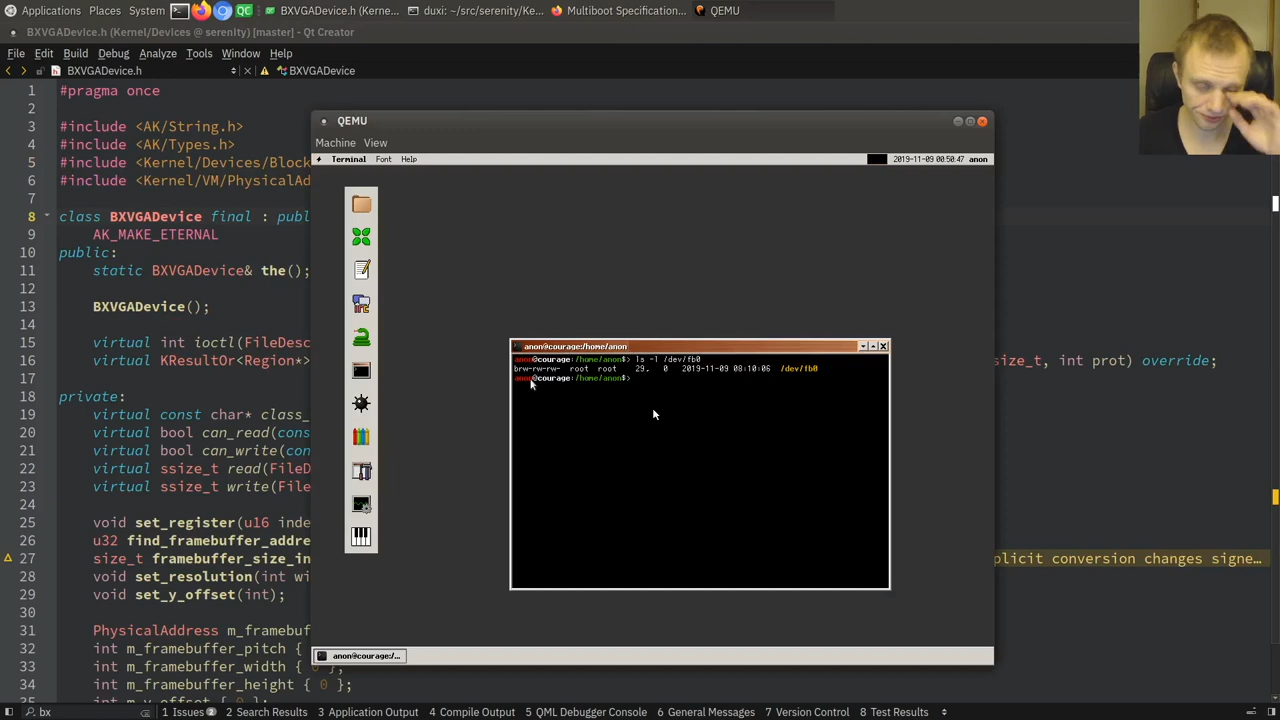 Applications Places System BXVGADevice.h (Kerne... duxi: ~/src/serenity/Ke... Multiboot Specification... QEMU
BXVGADevice.h (Kernel/Devices @ serenity) [master] - Qt Creator
File Edit Build Debug Analyze Tools Window Help
BXVGADevice.h BXVGADevice
1 #pragma once
2
3 #include <AK/String.h>
4 #include <AK/Types.h>
5 #include <Kernel/Devices/Block
6 #include <Kernel/VM/PhysicalAd
7
8 class BXVGADevice final : publ
9 AK_MAKE_ETERNAL
10 public:
11 static BXVGADevice& the();
12
13 BXVGADevice();
14
15 virtual int ioctl(FileDesc
16 virtual KResultOr<Region*> size_t, int prot) override;
17
18 private:
19 virtual const char* class_
20 virtual bool can_read(cons
21 virtual bool can_write(con
22 virtual ssize_t read(FileD
23 virtual ssize_t write(File
24
25 void set_register(u16 inde
26 u32 find_framebuffer_addre
27 size_t framebuffer_size_in plicit conversion changes signe...
28 void set_resolution(int wi
29 void set_y_offset(int);
30
31 PhysicalAddress m_framebuf
32 int m_framebuffer_pitch {
33 int m_framebuffer_width { 0 };
34 int m_framebuffer_height { 0 };
35 int m_y_offset { 0 };
QEMU
Machine View
Terminal Font Help 2019-11-09 00:50:47 anon
irc
anon@courage:/home/anon
anon@courage:/home/anon$> ls -l /dev/fb0
brw-rw-rw- root root 29, 0 2019-11-09 08:10:06 /dev/fb0
anon@courage:/home/anon$>
anon@courage:/...
bx 1 Issues 2 2 Search Results 3 Application Output 4 Compile Output 5 QML Debugger Console 6 General Messages 7 Version Control 8 Test Results